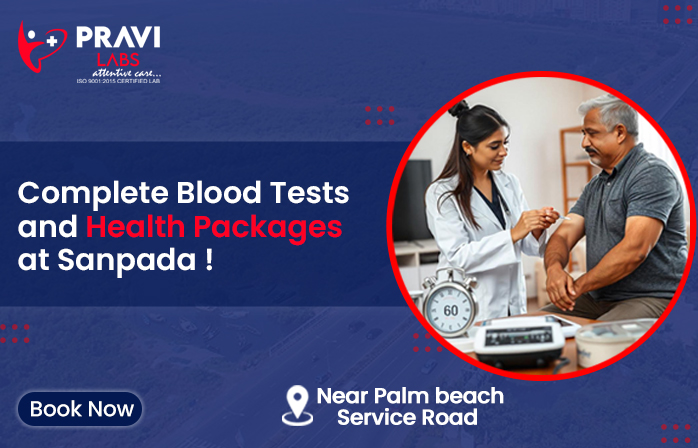 PRAVI
LABS
attentive care...
ISO 9001:2015 CERTIFIED LAB
Complete Blood Tests
and Health Packages
at Sanpada !
60
Book Now
Near Palm beach
Service Road